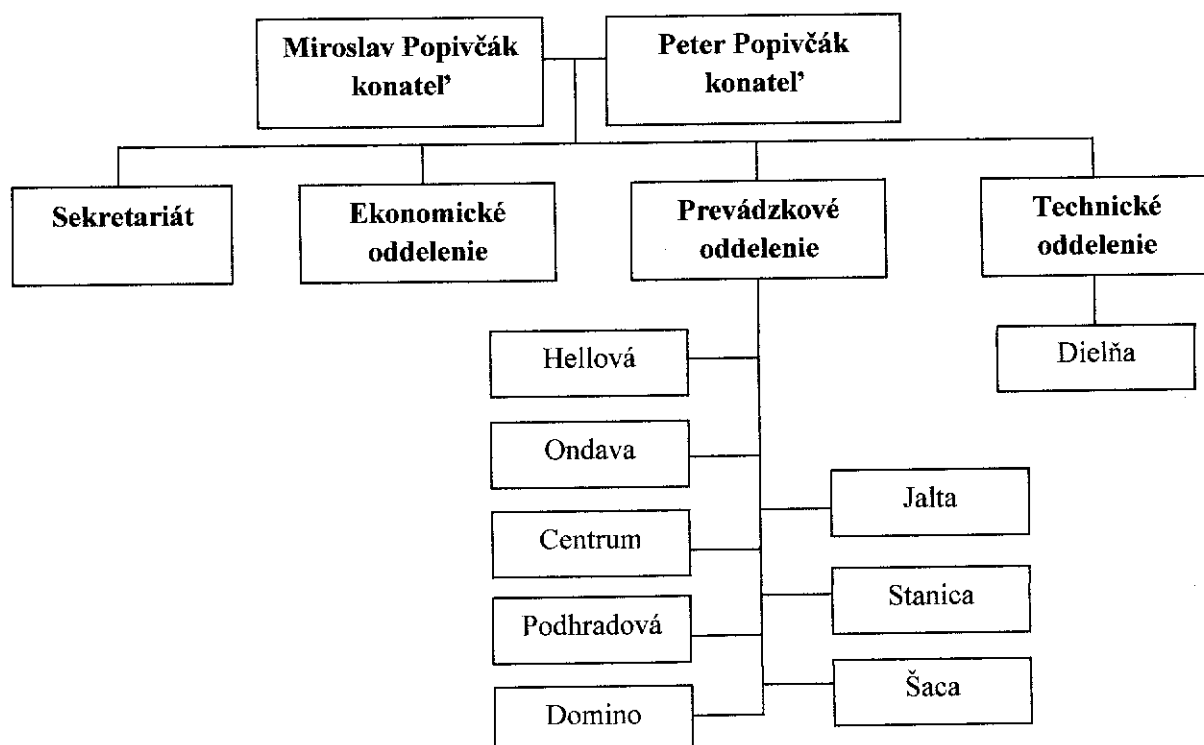 Miroslav Popivčák
konateľ
Peter Popivčák
konateľ
Sekretariát
Ekonomické
oddelenie
Prevádzkové
oddelenie
Technické
oddelenie
Hellová
Ondava
Centrum
Podhradová
Domino
Jalta
Stanica
Šaca
Dielňa